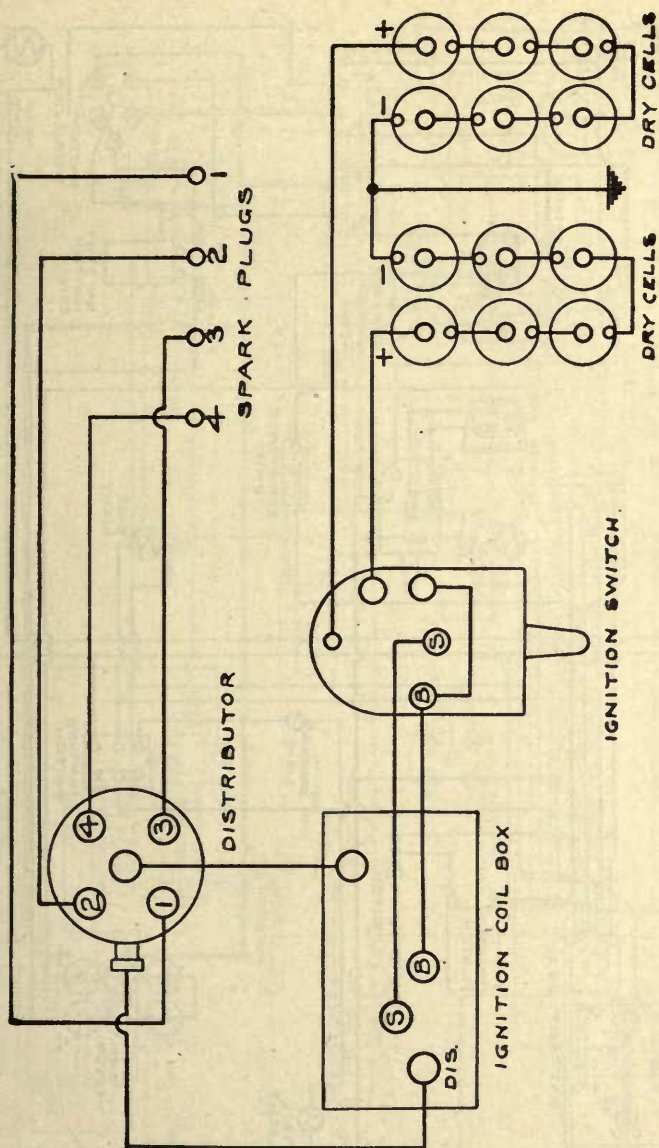 1
2
3
4
SPARK PLUGS
4
3
2
1
DISTRIBUTOR
S
B
DIS.
IGNITION COIL BOX
S
B
IGNITION SWITCH
+
-
DRY CELLS
-
+
DRY CELLS